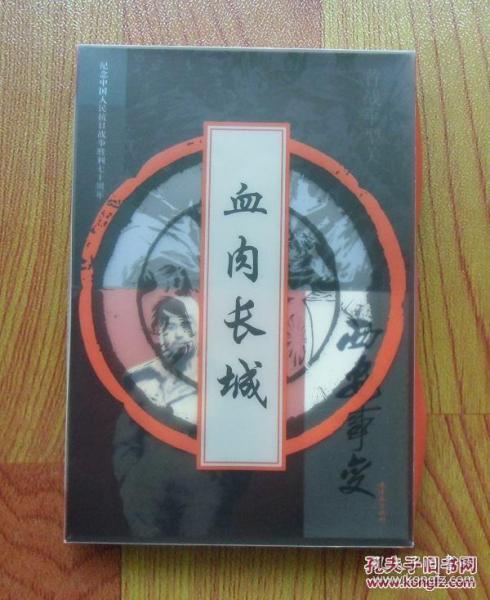 纪念中国人民抗日战争胜利七十周年
血肉长城
西安事变
孔夫子旧书网
www.kongfz.com